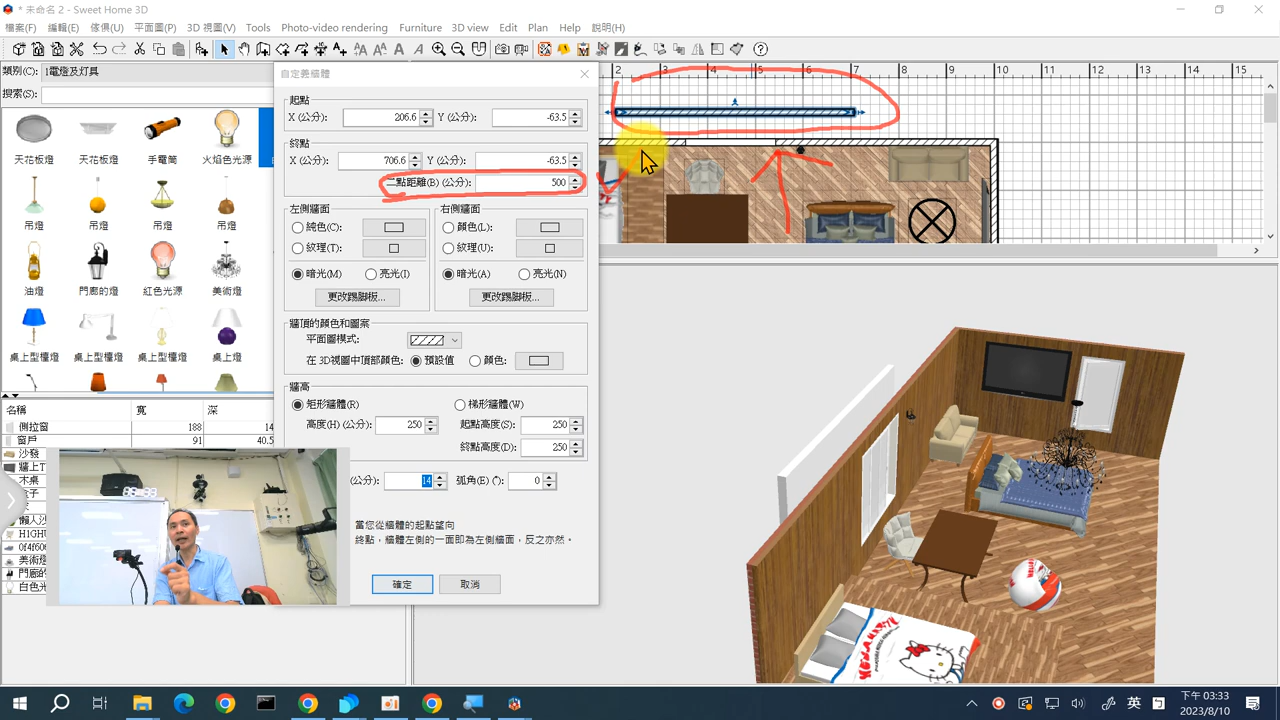 * 未命名 2 - Sweet Home 3D
檔案(F) 編輯(E) 傢俱(U) 平面圖(P) 3D 視圖(V) Tools Photo-video rendering Furniture 3D view Edit Plan Help 說明(H)
類別(C): 1電燈及灯具
搜索(S):
天花板燈 天花板燈 手電筒 火焰色光源
吊燈 吊燈 吊燈 吊燈
油燈 門廊的燈 紅色光源 美術燈
桌上型檯燈 桌上型檯燈 桌上型檯燈 桌上燈
名稱 寬 深
側拉窗 188 14
窗戶 91 40.5
沙發
牆上T
木桌
子
懶人沙
HIGHU
0f4f606
美術燈
門廊的
白色光
自定義牆體
起點
X (公分): 206.6 Y (公分): -63.5
終點
X (公分): 706.6 Y (公分): -63.5
二點距離(B) (公分): 500
左側牆面 右側牆面
純色(C): 顏色(L):
紋理(T): 紋理(U):
暗光(M) 亮光(I) 暗光(A) 亮光(N)
更改踢腳板... 更改踢腳板...
牆頂的顏色和圖案
平面圖模式:
在 3D視圖中頂部顏色: 預設值 顏色:
牆高
矩形牆體(R) 梯形牆體(W)
高度(H) (公分): 250 起點高度(S): 250
終點高度(D): 250
(公分): 14 弧角(E) (°): 0
當您從牆體的起點望向
終點，牆體左側的一面即為左側牆面，反之亦然。
確定 取消
2 3 4 5 6 7 8 9 10 11 12 13 14 15
英
下午 03:33
2023/8/10